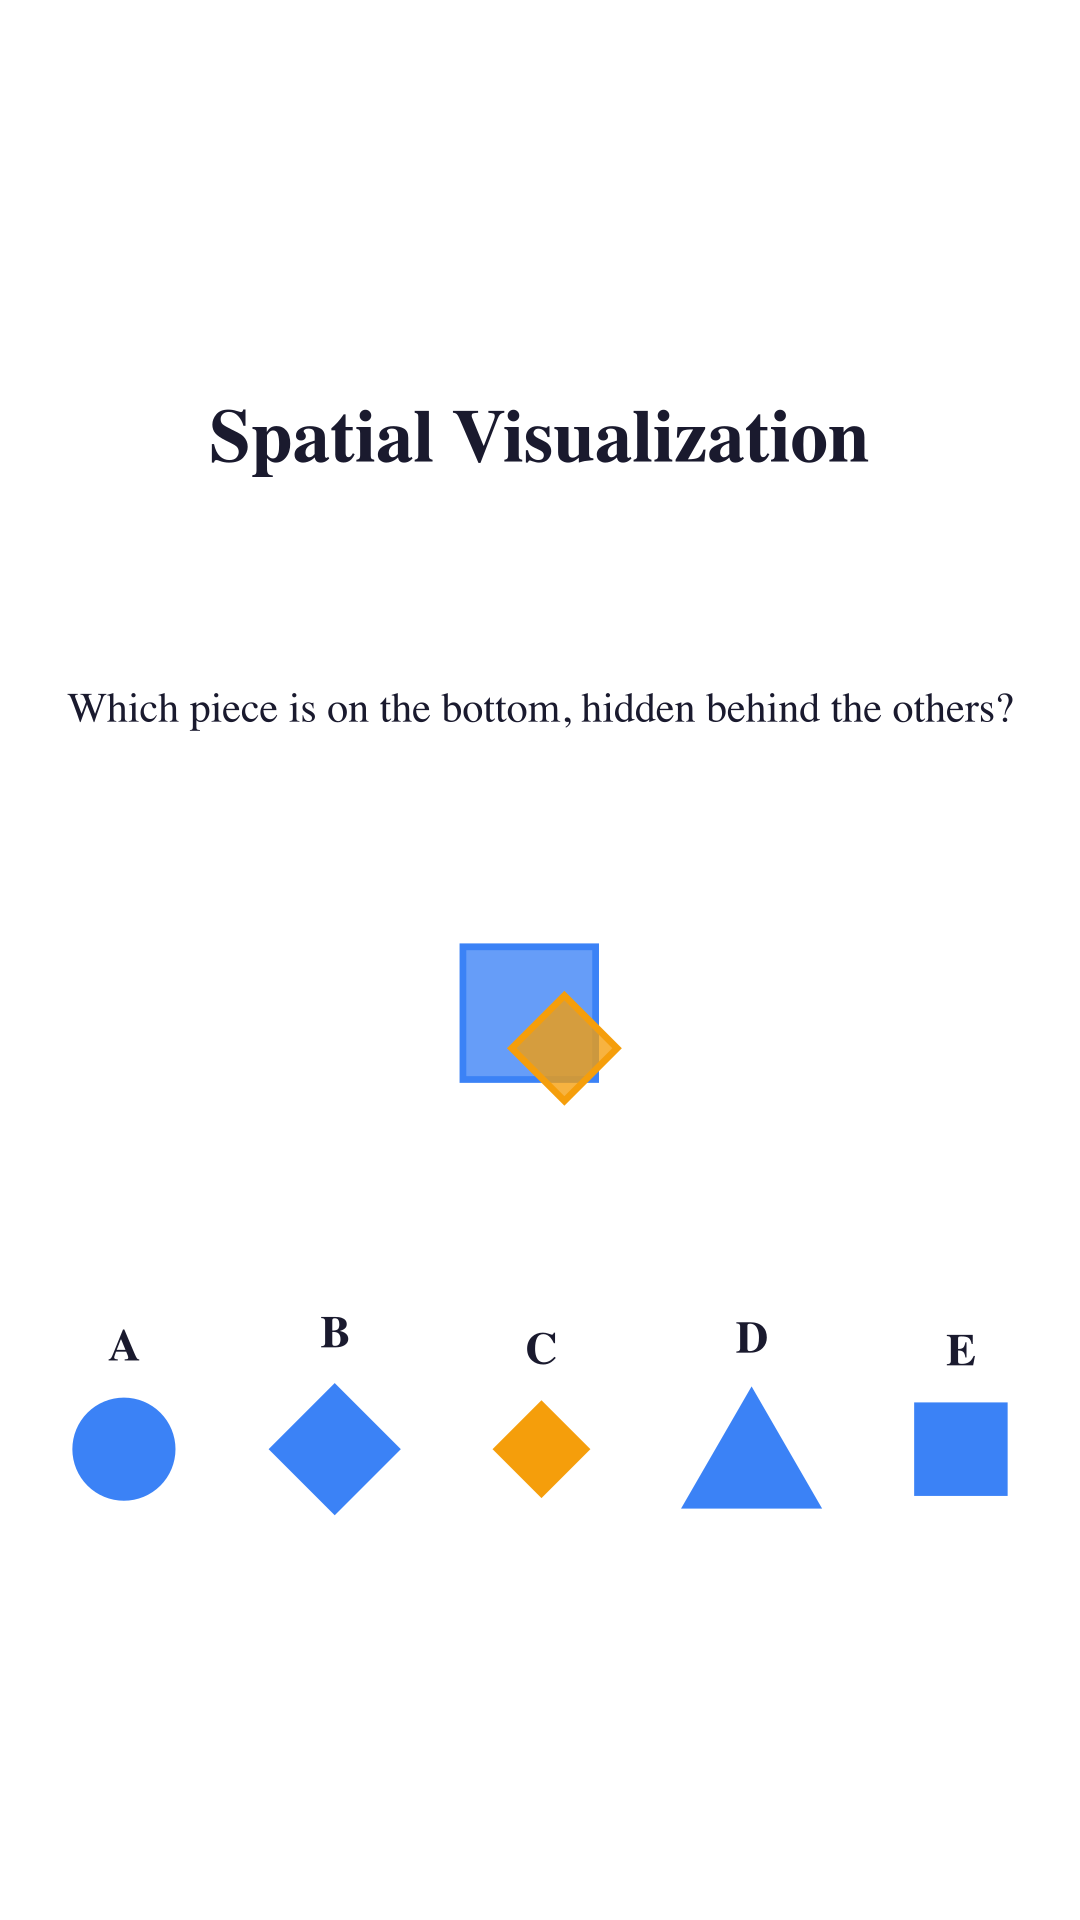 Spatial Visualization
Which piece is on the bottom, hidden behind the others?
A B C D E